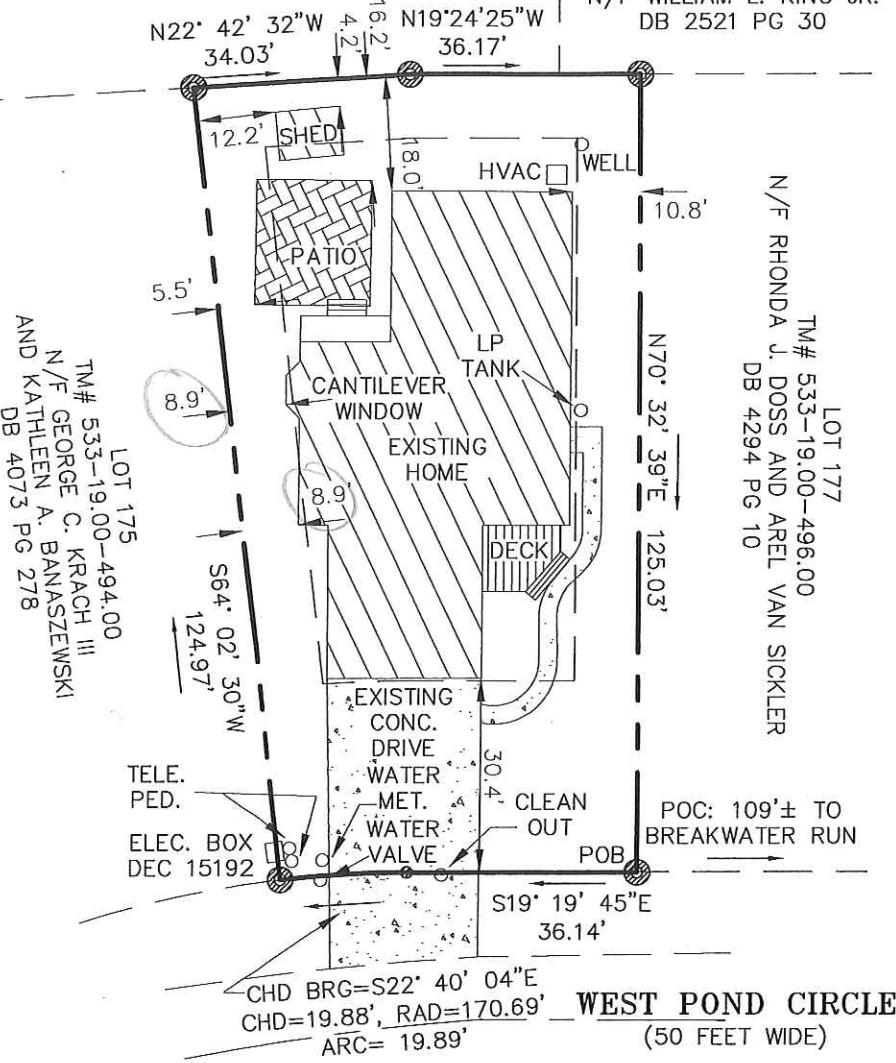 N/F WILLIAM E. KING JR.
DB 2521 PG 30
N22° 42' 32"W
34.03'
4.2'
16.2'
N19°24'25"W
36.17'
12.2'
SHED
18.0'
HVAC
WELL
10.8'
PATIO
5.5'
LP
TANK
8.9'
CANTILEVER
WINDOW
EXISTING
HOME
8.9'
DECK
N70° 32' 39"E 125.03'
LOT 177
TM# 533-19.00-496.00
N/F RHONDA J. DOSS AND AREL VAN SICKLER
DB 4294 PG 10
LOT 175
TM# 533-19.00-494.00
N/F GEORGE C. KRACH III
AND KATHLEEN A. BANASZEWSKI
DB 4073 PG 278
S64° 02' 30"W
124.97'
EXISTING
CONC.
DRIVE
WATER
MET.
WATER
VALVE
30.4'
CLEAN
OUT
TELE.
PED.
ELEC. BOX
DEC 15192
POC: 109'± TO
BREAKWATER RUN
POB
S19° 19' 45"E
36.14'
CHD BRG=S22° 40' 04"E
CHD=19.88', RAD=170.69'
ARC= 19.89'
WEST POND CIRCLE
(50 FEET WIDE)